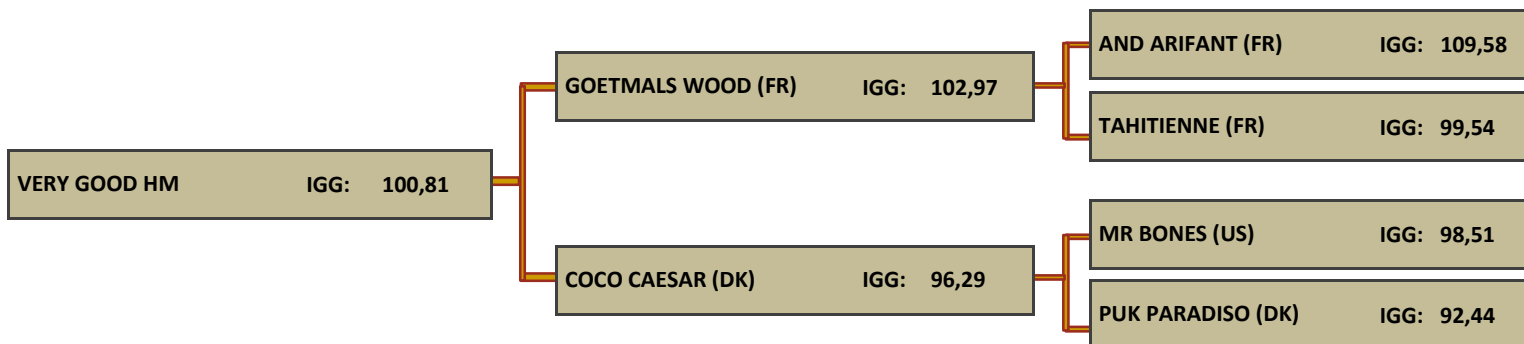 VERY GOOD HM IGG: 100,81
GOETMALS WOOD (FR) IGG: 102,97
COCO CAESAR (DK) IGG: 96,29
AND ARIFANT (FR) IGG: 109,58
TAHITIENNE (FR) IGG: 99,54
MR BONES (US) IGG: 98,51
PUK PARADISO (DK) IGG: 92,44